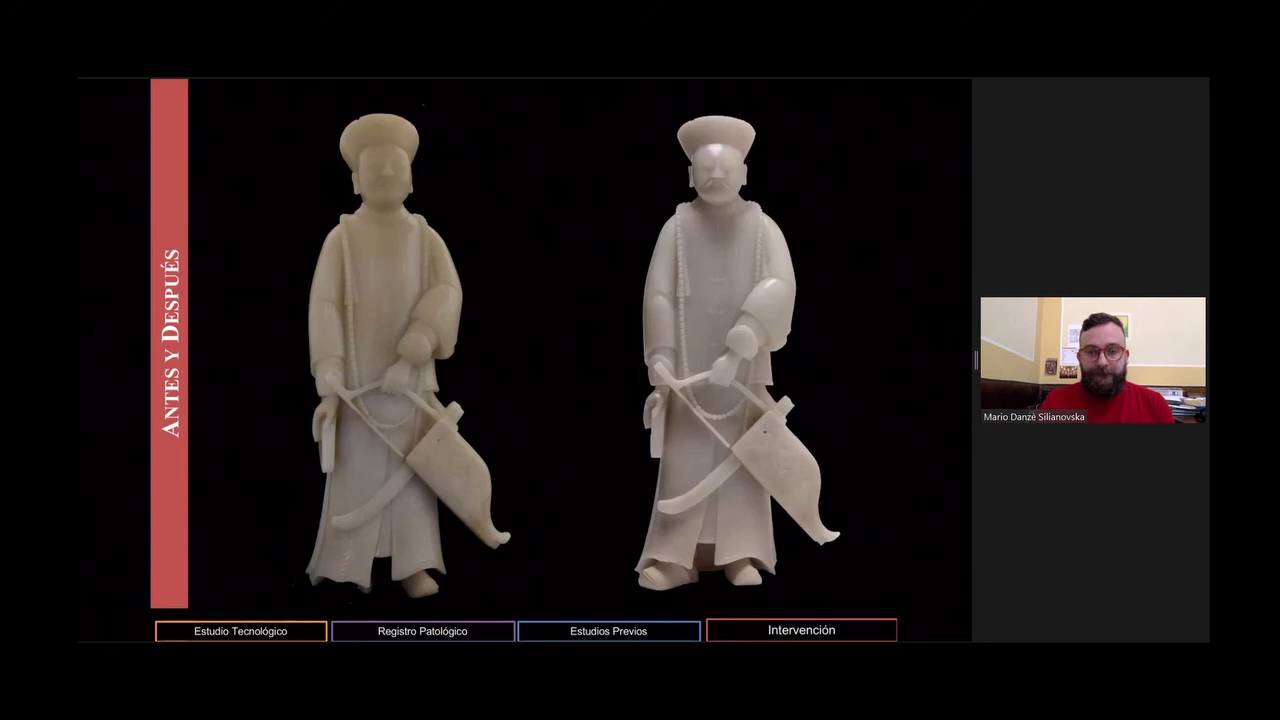 ANTES Y DESPUÉS
Estudio Tecnológico
Registro Patológico
Estudios Previos
Intervención
Mario Danzè Silianovska